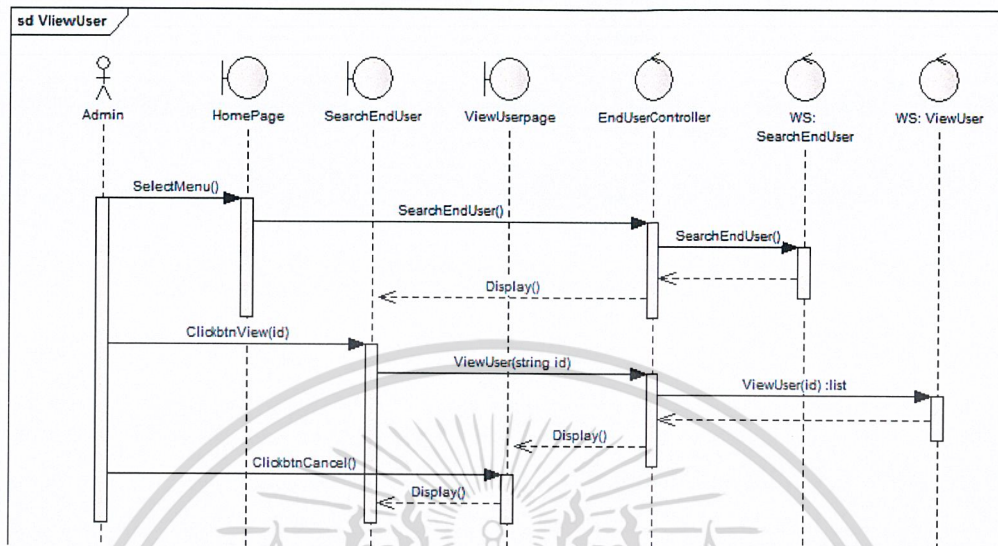 sd VIiewUser
Admin
HomePage
SearchEndUser
ViewUserpage
EndUserController
WS:
SearchEndUser
WS: ViewUser
SelectMenu()
SearchEndUser()
SearchEndUser()
Display()
ClickbtnView(id)
ViewUser(string id)
ViewUser(id) :list
Display()
ClickbtnCancel()
Display()